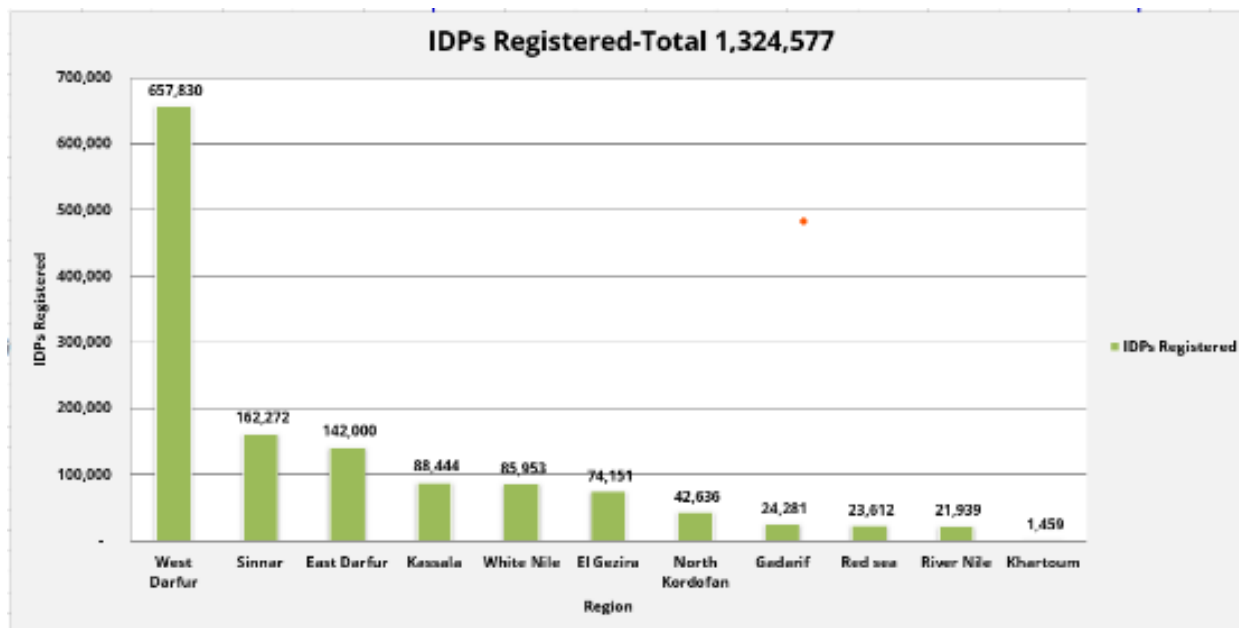 IDPs Registered-Total 1,324,577
700,000
657,830
600,000
500,000
400,000
300,000
200,000
162,272
142,000
100,000
88,444
85,953
74,151
42,636
24,281
23,612
21,939
1,459
-
IDPs Registered
IDPs Registered
West Darfur
Sinnar
East Darfur
Kassala
White Nile
El Gezira
North Kordofan
Gadarif
Red sea
River Nile
Khartoum
Region